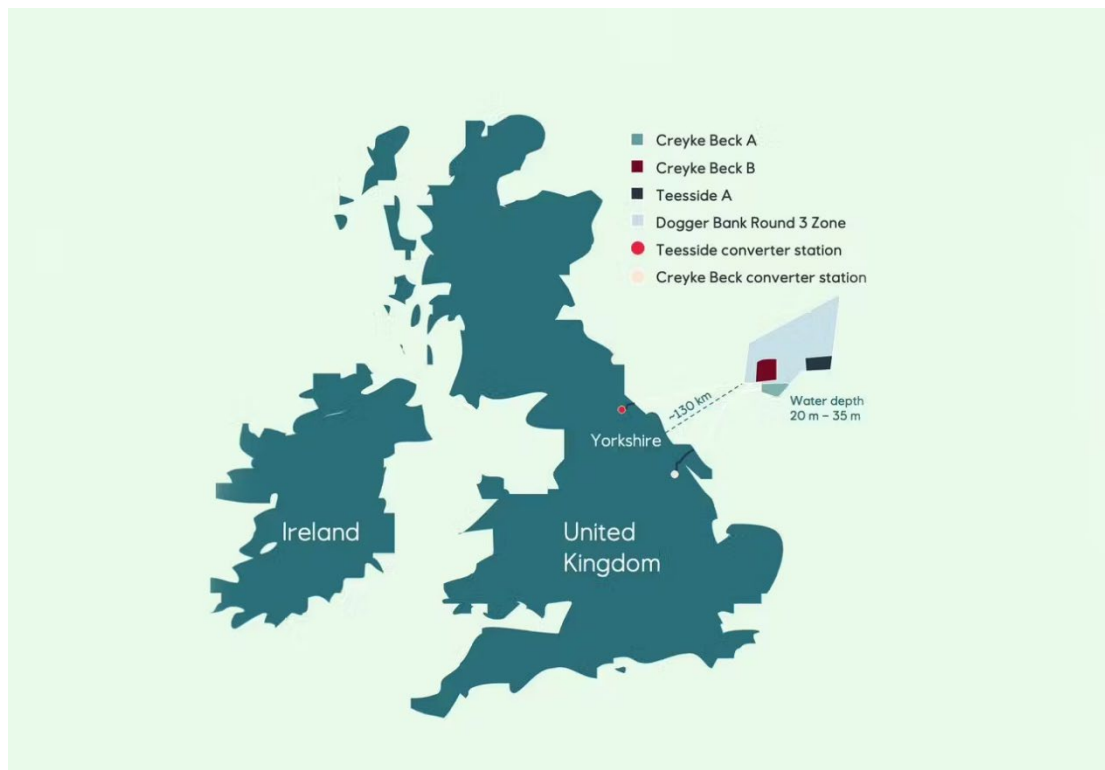 Creyke Beck A
Creyke Beck B
Teesside A
Dogger Bank Round 3 Zone
Teesside converter station
Creyke Beck converter station
~130 km
Water depth
20 m – 35 m
Yorkshire
Ireland
United
Kingdom